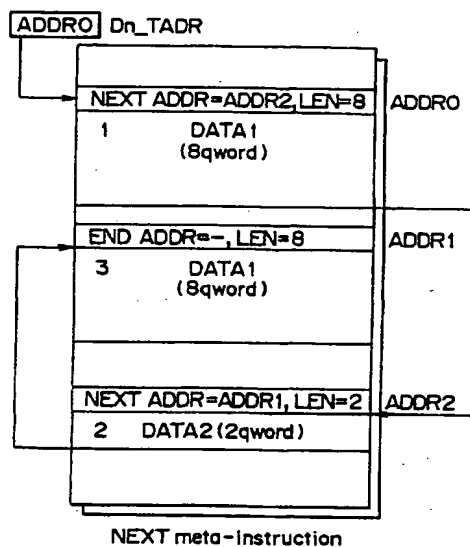 ADDR0 Dn_TADR
NEXT ADDR=ADDR2, LEN=8 ADDR0
1 DATA1
(8qword)
END ADDR=-, LEN=8 ADDR1
3 DATA1
(8qword)
NEXT ADDR=ADDR1, LEN=2 ADDR2
2 DATA2 (2qword)
NEXT meta-instruction